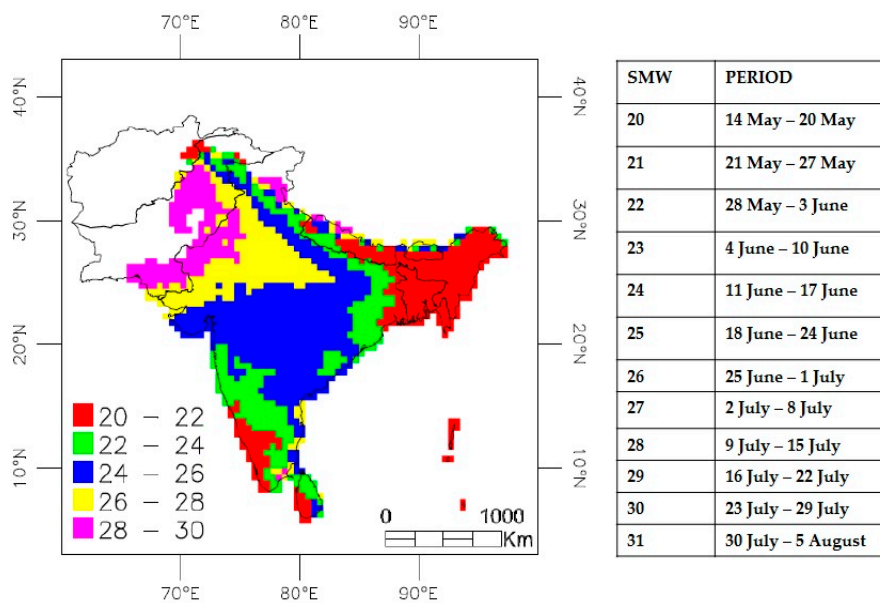 70°E 80°E 90°E
40°N 40°N
30°N 30°N
20°N 20°N
10°N 10°N
20 – 22
22 – 24
24 – 26
26 – 28
28 – 30
0 1000
Km
70°E 80°E 90°E
SMW PERIOD
20 14 May – 20 May
21 21 May – 27 May
22 28 May – 3 June
23 4 June – 10 June
24 11 June – 17 June
25 18 June – 24 June
26 25 June – 1 July
27 2 July – 8 July
28 9 July – 15 July
29 16 July – 22 July
30 23 July – 29 July
31 30 July – 5 August